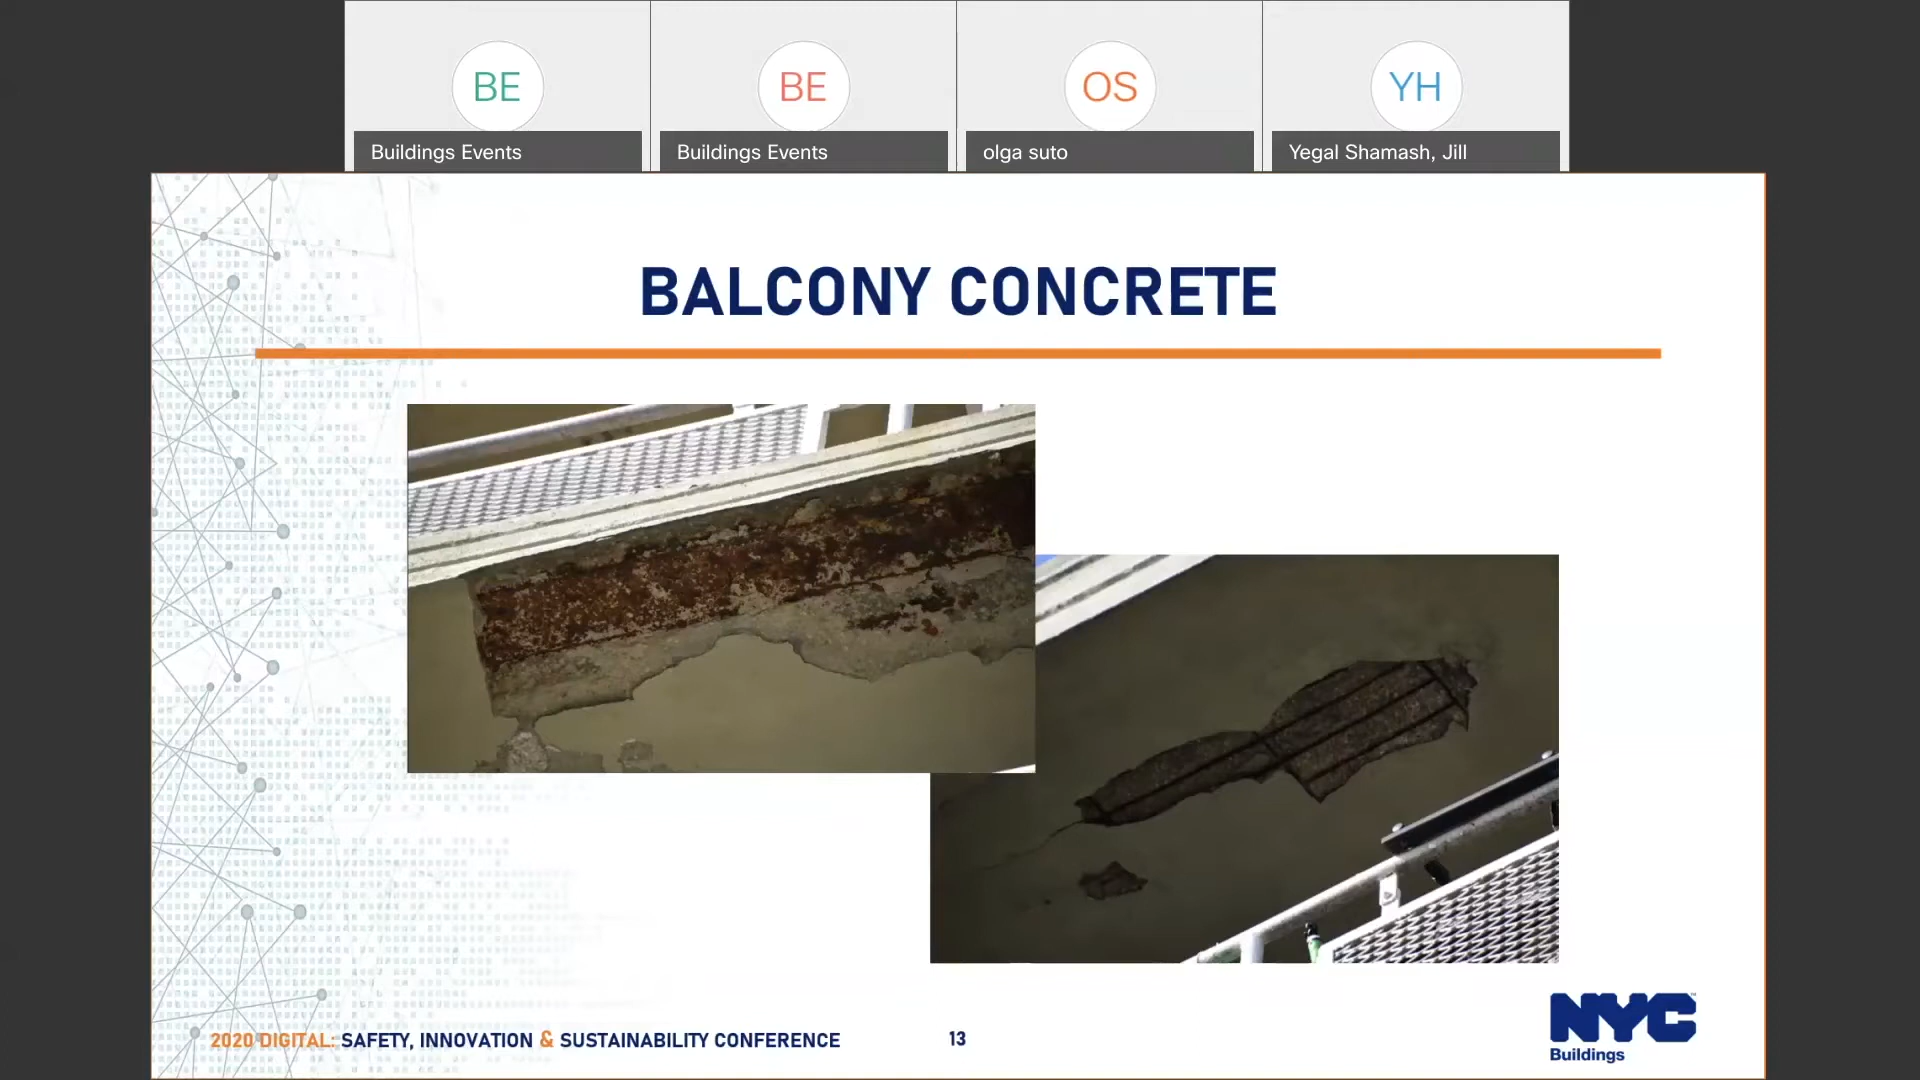 BE
BE
OS
YH
Buildings Events
Buildings Events
olga suto
Yegal Shamash, Jill
BALCONY CONCRETE
2020 DIGITAL: SAFETY, INNOVATION & SUSTAINABILITY CONFERENCE
13
NYC
Buildings